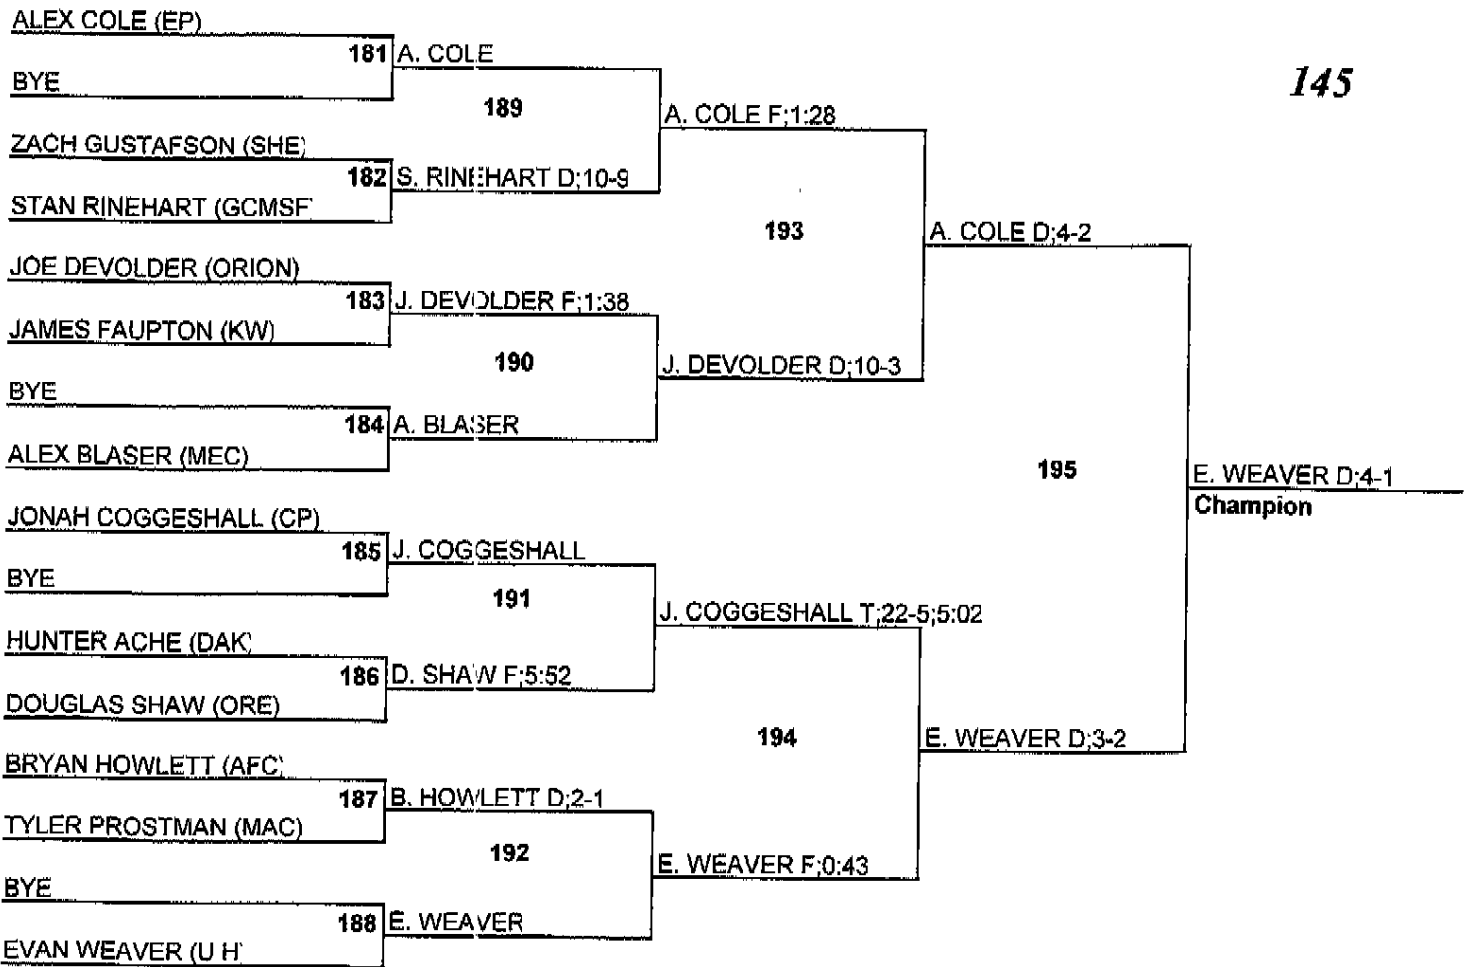 ALEX COLE (EP)
181 A. COLE
BYE
145
189
A. COLE F;1:28
ZACH GUSTAFSON (SHE)
182 S. RINEHART D;10-9
STAN RINEHART (GCMSF
193
A. COLE D;4-2
JOE DEVOLDER (ORION)
183 J. DEVOLDER F;1:38
JAMES FAUPTON (KW)
190
J. DEVOLDER D;10-3
BYE
184 A. BLASER
ALEX BLASER (MEC)
195
E. WEAVER D;4-1
Champion
JONAH COGGESHALL (CP)
185 J. COGGESHALL
BYE
191
J. COGGESHALL T;22-5;5:02
HUNTER ACHE (DAK)
186 D. SHAW F;5:52
DOUGLAS SHAW (ORE)
194
E. WEAVER D;3-2
BRYAN HOWLETT (AFC)
187 B. HOWLETT D;2-1
TYLER PROSTMAN (MAC)
192
E. WEAVER F;0:43
BYE
188 E. WEAVER
EVAN WEAVER (U H)